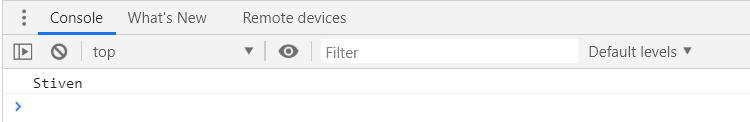 Console What's New Remote devices
top Filter Default levels
Stiven